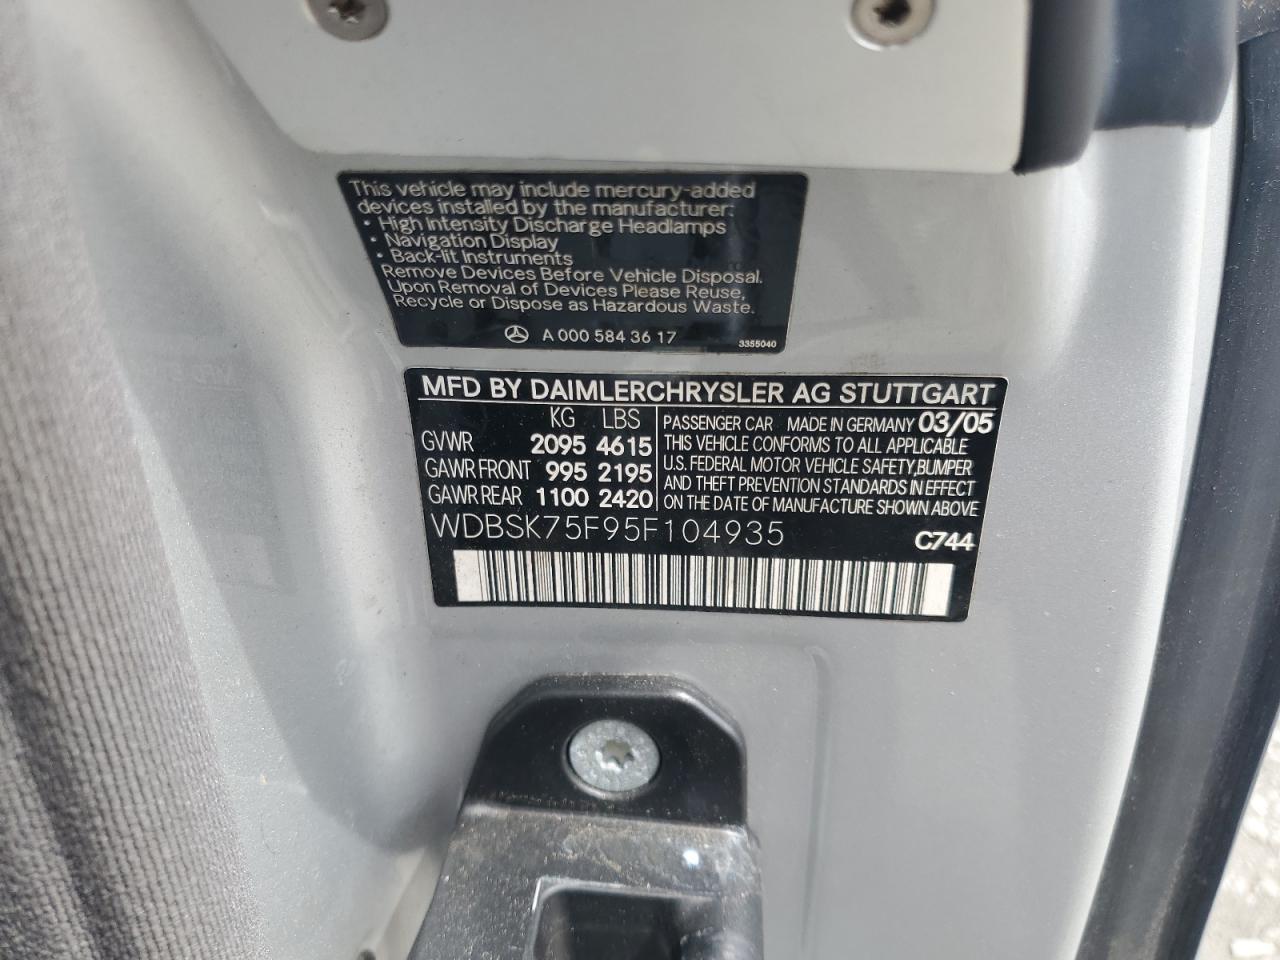 This vehicle may include mercury-added
devices installed by the manufacturer:
• High Intensity Discharge Headlamps
• Navigation Display
• Back-lit Instruments
Remove Devices Before Vehicle Disposal.
Upon Removal of Devices Please Reuse,
Recycle or Dispose as Hazardous Waste.
A 000 584 36 17
3355040
MFD BY DAIMLERCHRYSLER AG STUTTGART
KG LBS
GVWR 2095 4615
GAWR FRONT 995 2195
GAWR REAR 1100 2420
PASSENGER CAR MADE IN GERMANY 03/05
THIS VEHICLE CONFORMS TO ALL APPLICABLE
U.S. FEDERAL MOTOR VEHICLE SAFETY,BUMPER
AND THEFT PREVENTION STANDARDS IN EFFECT
ON THE DATE OF MANUFACTURE SHOWN ABOVE
WDBSK75F95F104935
C744